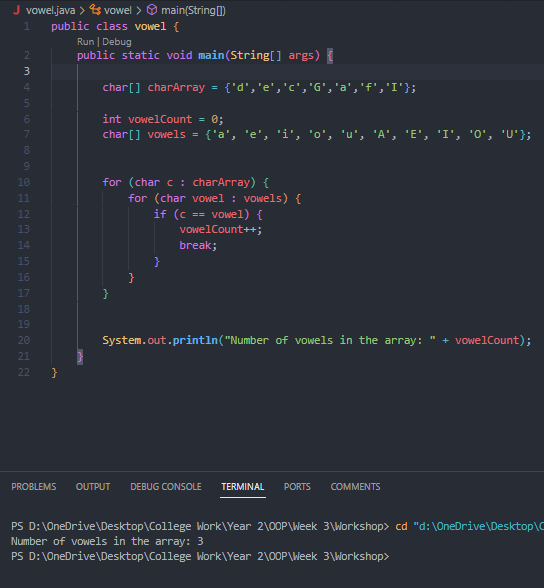 J vowel.java > vowel > main(String[])
1 public class vowel {
Run | Debug
2 public static void main(String[] args) {
3
4 char[] charArray = {'d','e','c','G','a','f','I'};
5
6 int vowelCount = 0;
7 char[] vowels = {'a', 'e', 'i', 'o', 'u', 'A', 'E', 'I', 'O', 'U'};
8
9
10 for (char c : charArray) {
11 for (char vowel : vowels) {
12 if (c == vowel) {
13 vowelCount++;
14 break;
15 }
16 }
17 }
18
19
20 System.out.println("Number of vowels in the array: " + vowelCount);
21 }
22 }
PROBLEMS OUTPUT DEBUG CONSOLE TERMINAL PORTS COMMENTS
PS D:\OneDrive\Desktop\College Work\Year 2\OOP\Week 3\Workshop> cd "d:\OneDrive\Desktop\C
Number of vowels in the array: 3
PS D:\OneDrive\Desktop\College Work\Year 2\OOP\Week 3\Workshop>